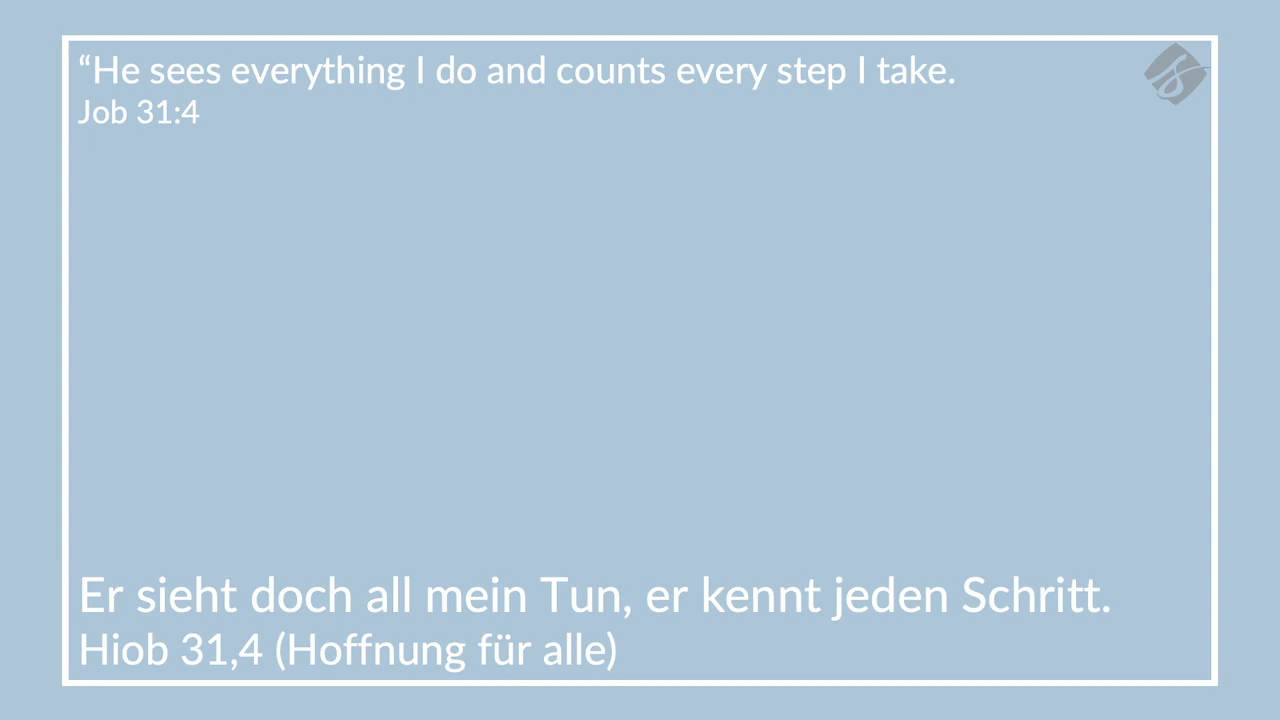 “He sees everything I do and counts every step I take.
Job 31:4
Er sieht doch all mein Tun, er kennt jeden Schritt.
Hiob 31,4 (Hoffnung für alle)